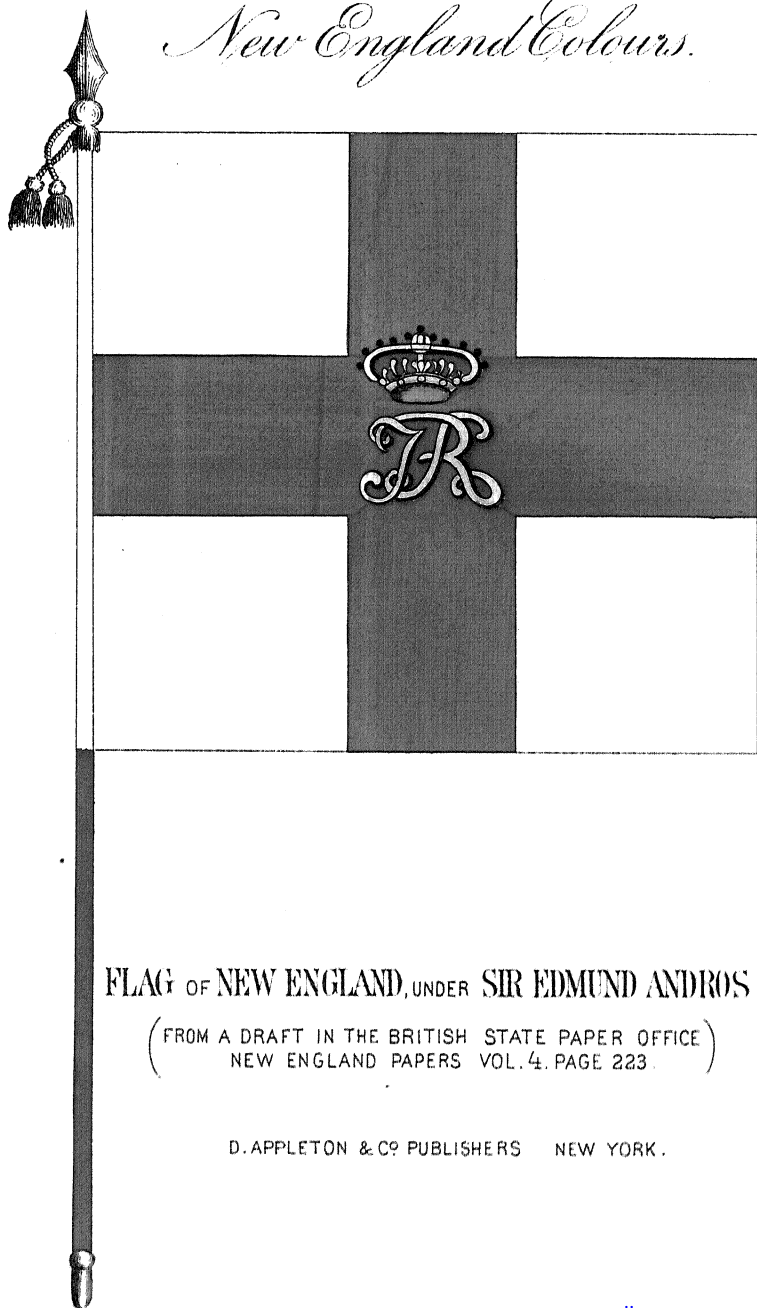 New England Colours.
JR
FLAG OF NEW ENGLAND, UNDER SIR EDMUND ANDROS
(FROM A DRAFT IN THE BRITISH STATE PAPER OFFICE
NEW ENGLAND PAPERS VOL. 4. PAGE 223.)
D. APPLETON & Cº PUBLISHERS NEW YORK.